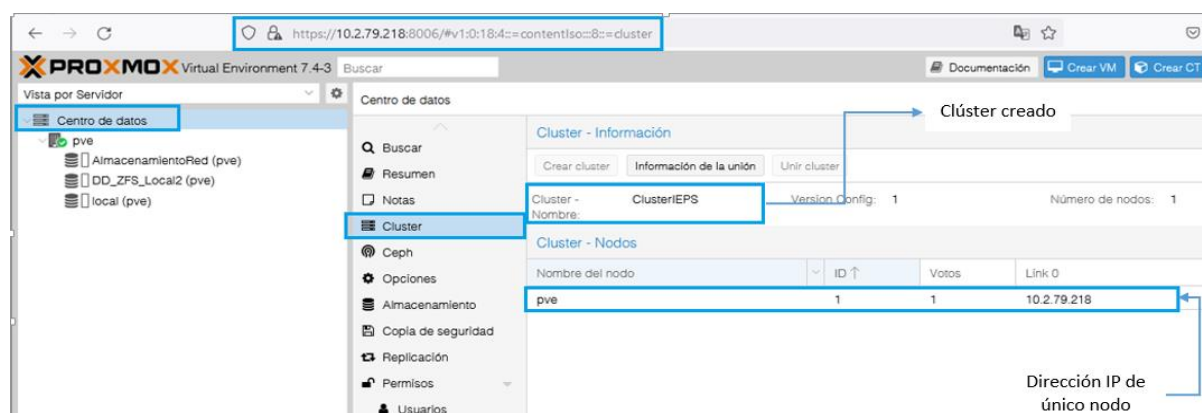 https://10.2.79.218:8006/#v1:0:18:4::=contentIso:::8::=cluster
PROXMOX Virtual Environment 7.4-3 Buscar Documentación Crear VM Crear CT
Vista por Servidor
Centro de datos
pve
AlmacenamientoRed (pve)
DD_ZFS_Local2 (pve)
local (pve)
Centro de datos
Buscar
Resumen
Notas
Cluster
Ceph
Opciones
Almacenamiento
Copia de seguridad
Replicación
Permisos
Usuarios
Cluster - Información
Crear cluster Información de la unión Unir cluster
Cluster - Nombre: ClusterIEPS Version Config: 1 Número de nodos: 1
Cluster - Nodos
Nombre del nodo ID Votos Link 0
pve 1 1 10.2.79.218
Clúster creado
Dirección IP de
único nodo